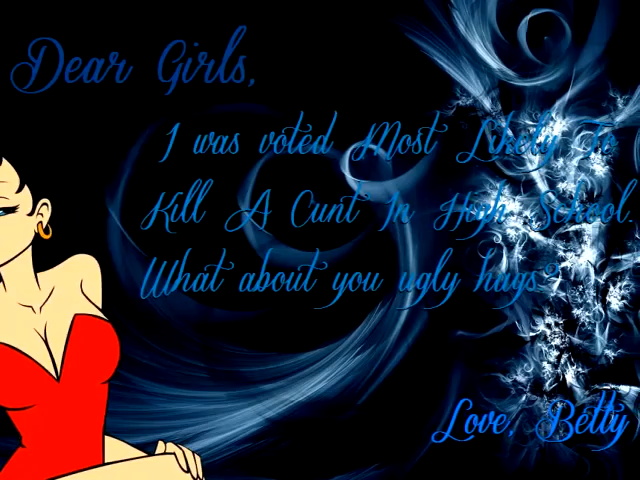 Dear Girls,
I was voted Most Likely To
Kill A Cunt In High School.
What about you ugly hags?
Love, Betty